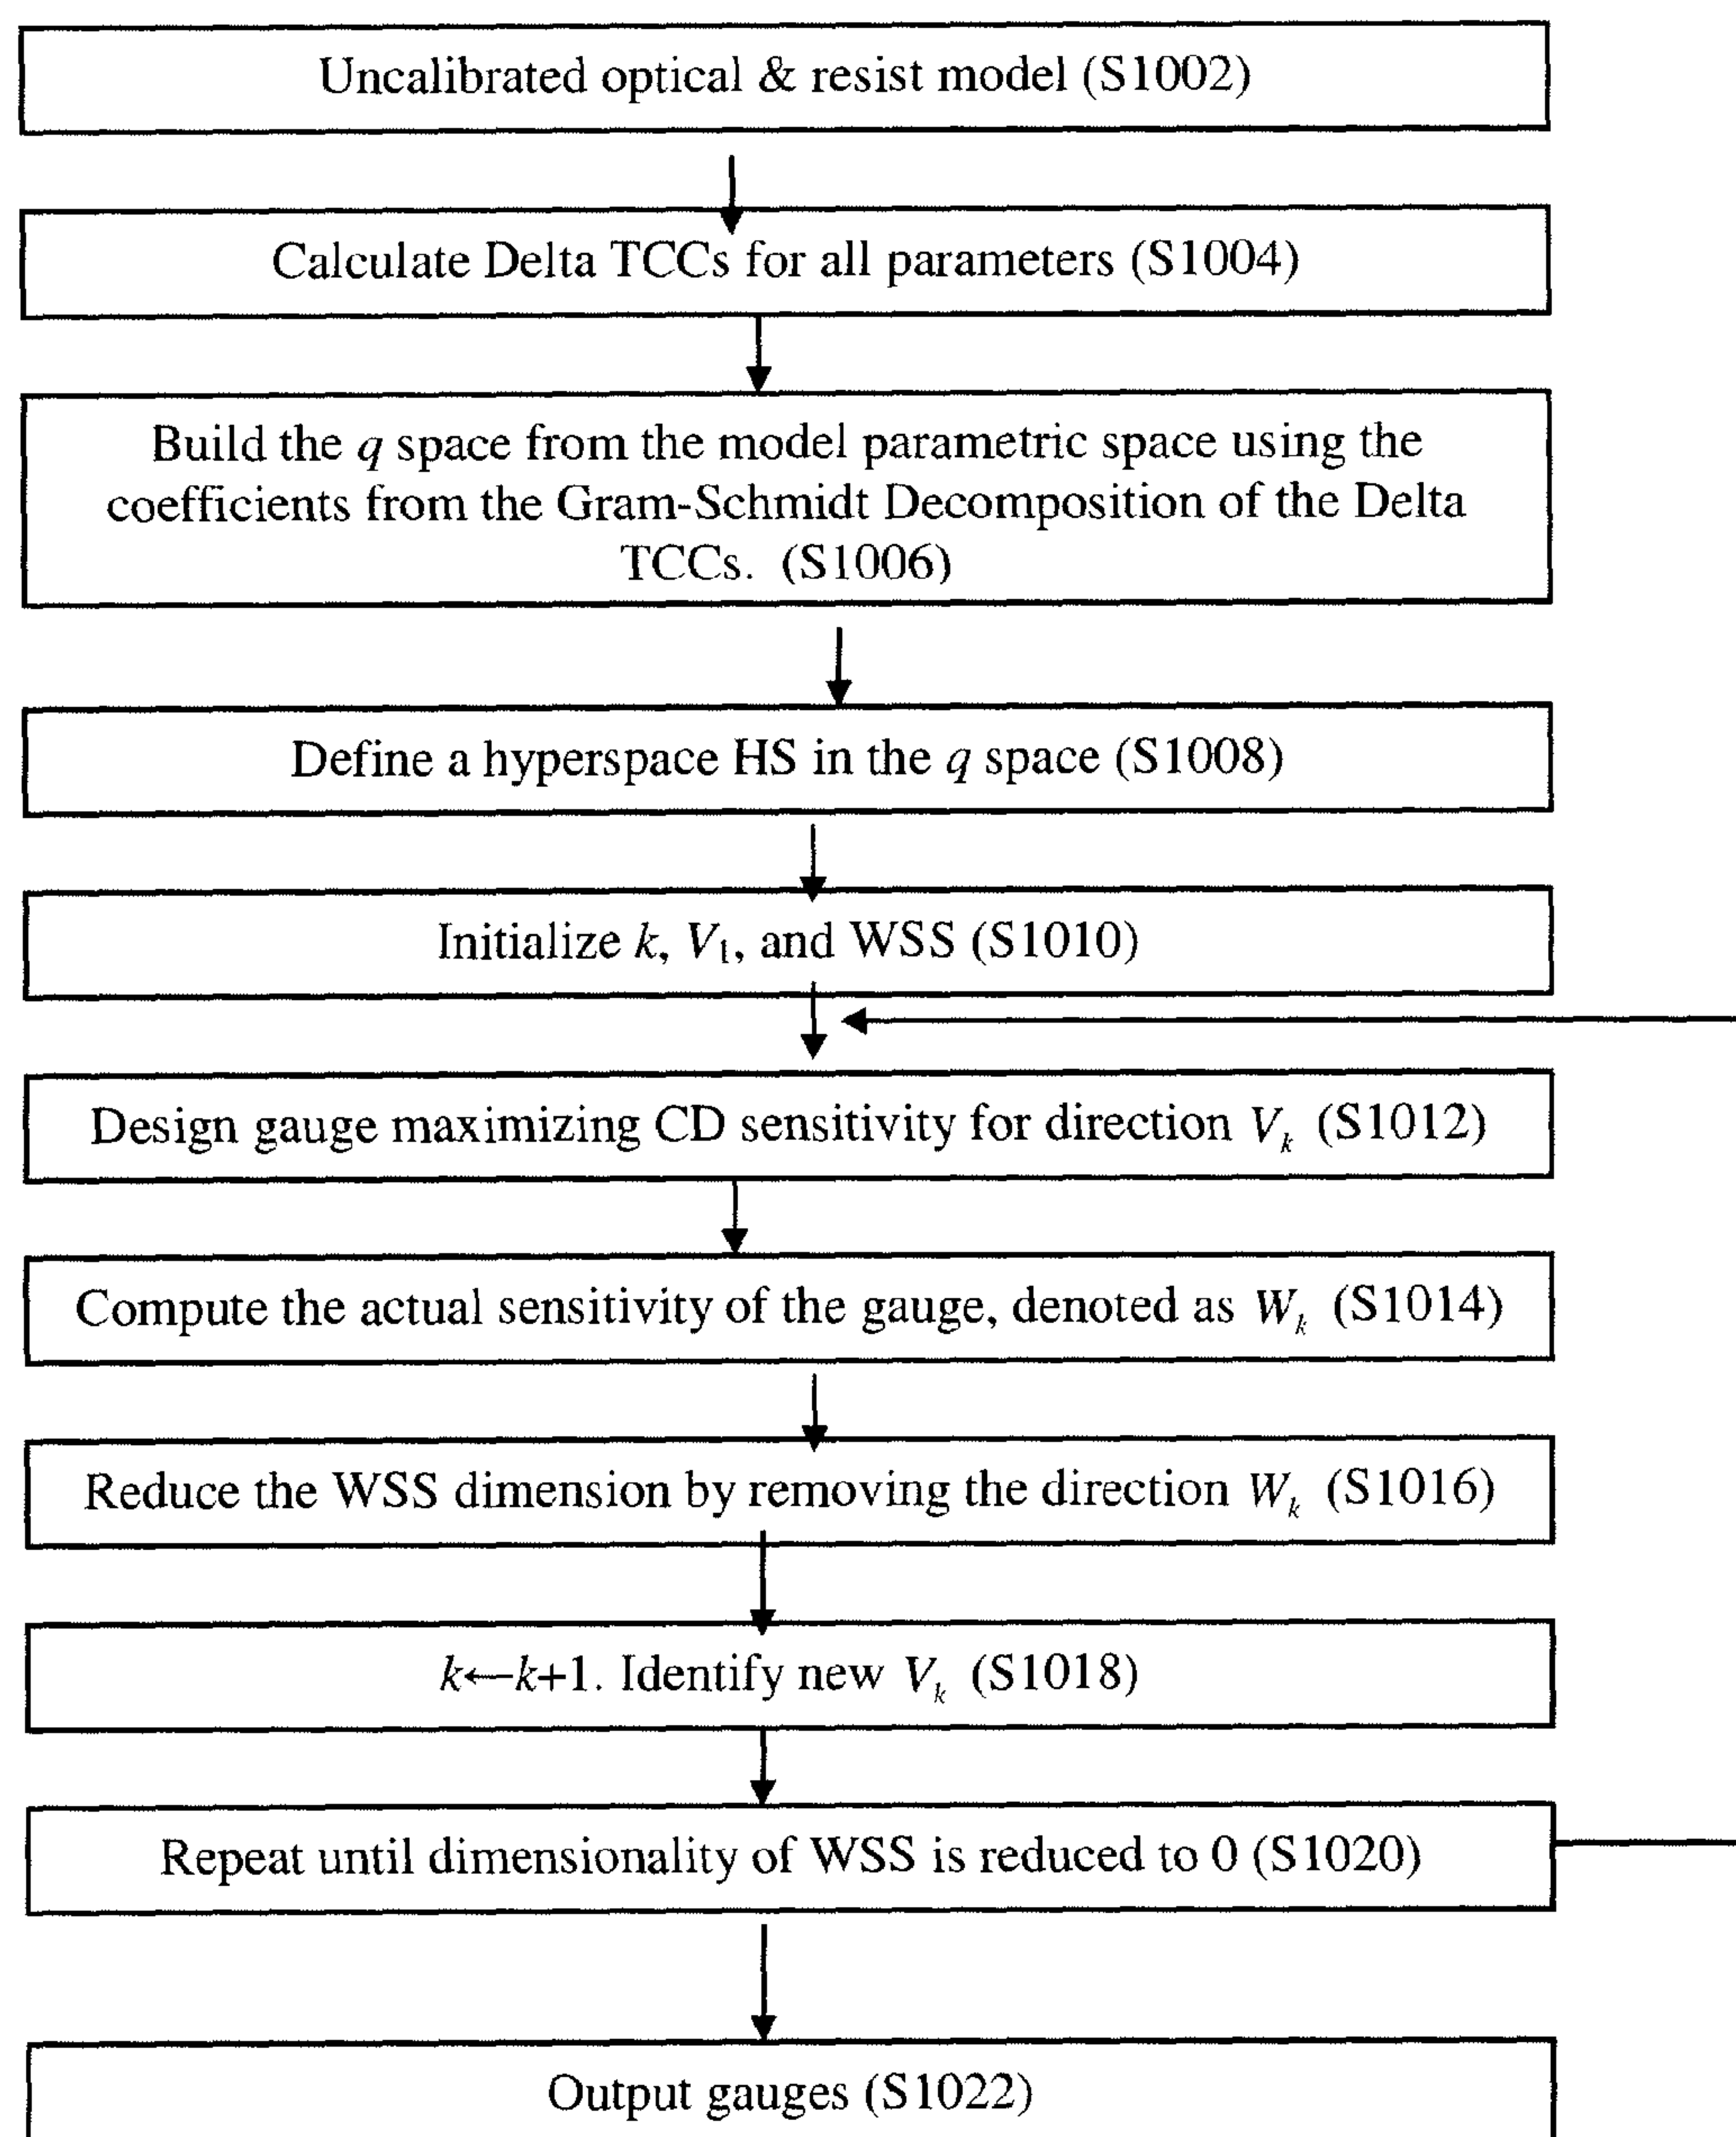 Uncalibrated optical & resist model (S1002)
Calculate Delta TCCs for all parameters (S1004)
Build the q space from the model parametric space using the
coefficients from the Gram-Schmidt Decomposition of the Delta
TCCs. (S1006)
Define a hyperspace HS in the q space (S1008)
Initialize k, V₁, and WSS (S1010)
Design gauge maximizing CD sensitivity for direction Vₖ (S1012)
Compute the actual sensitivity of the gauge, denoted as Wₖ (S1014)
Reduce the WSS dimension by removing the direction Wₖ (S1016)
k←k+1. Identify new Vₖ (S1018)
Repeat until dimensionality of WSS is reduced to 0 (S1020)
Output gauges (S1022)